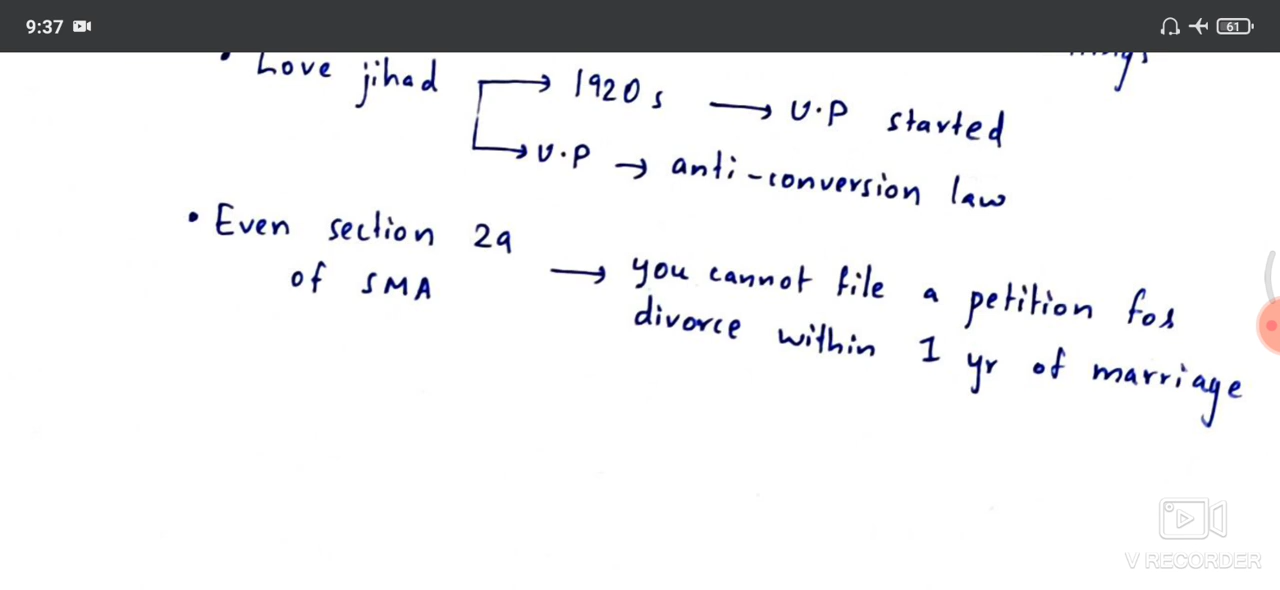 9:37
61
• Love jihad → 1920s → U.P started
→ U.P → anti-conversion law
• Even section 29
of SMA → you cannot file a petition for
divorce within 1 yr of marriage
V RECORDER